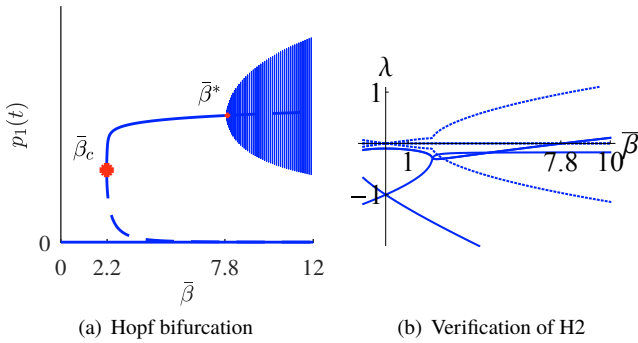 p₁(t)
β̄*
β̄_c
0
0 2.2 7.8 12
β̄
(a) Hopf bifurcation
λ
1
1 7.8 10 β̄
−1
(b) Verification of H2